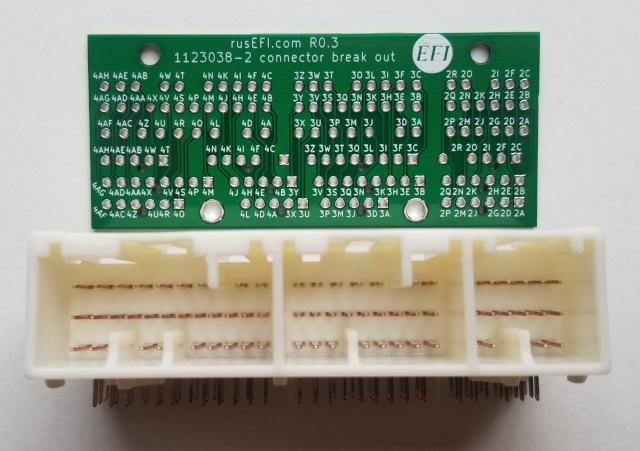 rusEFI.com R0.3
1123038-2 connector break out
EFI
4AH 4AE 4AB 4W 4T 4N 4K 4I 4F 4C 3Z 3W 3T 3O 3L 3I 3F 3C 2R 2O 2I 2F 2C
4AG 4AD 4AA 4X 4V 4S 4P 4M 4J 4H 4E 4B 3Y 3V 3S 3Q 3N 3K 3H 3E 3B 2Q 2N 2K 2M 2E 2B
4AF 4AC 4Z 4U 4R 4O 4L 4D 4A 3X 3U 3P 3M 3J 3D 3A 2P 2M 2J 2G 2D 2A
4AH 4AE 4AB 4W 4T 4N 4K 4I 4F 4C 3Z 3W 3T 3O 3L 3I 3F 3C 2R 2O 2I 2F 2C
4AG 4AD 4AA 4X 4V 4S 4P 4M 4J 4H 4E 4B 3Y 3V 3S 3Q 3N 3K 3H 3E 3B 2Q 2N 2K 2H 2E 2B
4AF 4AC 4Z 4U 4R 4O 4L 4D 4A 3X 3U 3P 3M 3J 3D 3A 2P 2M 2J 2G 2D 2A